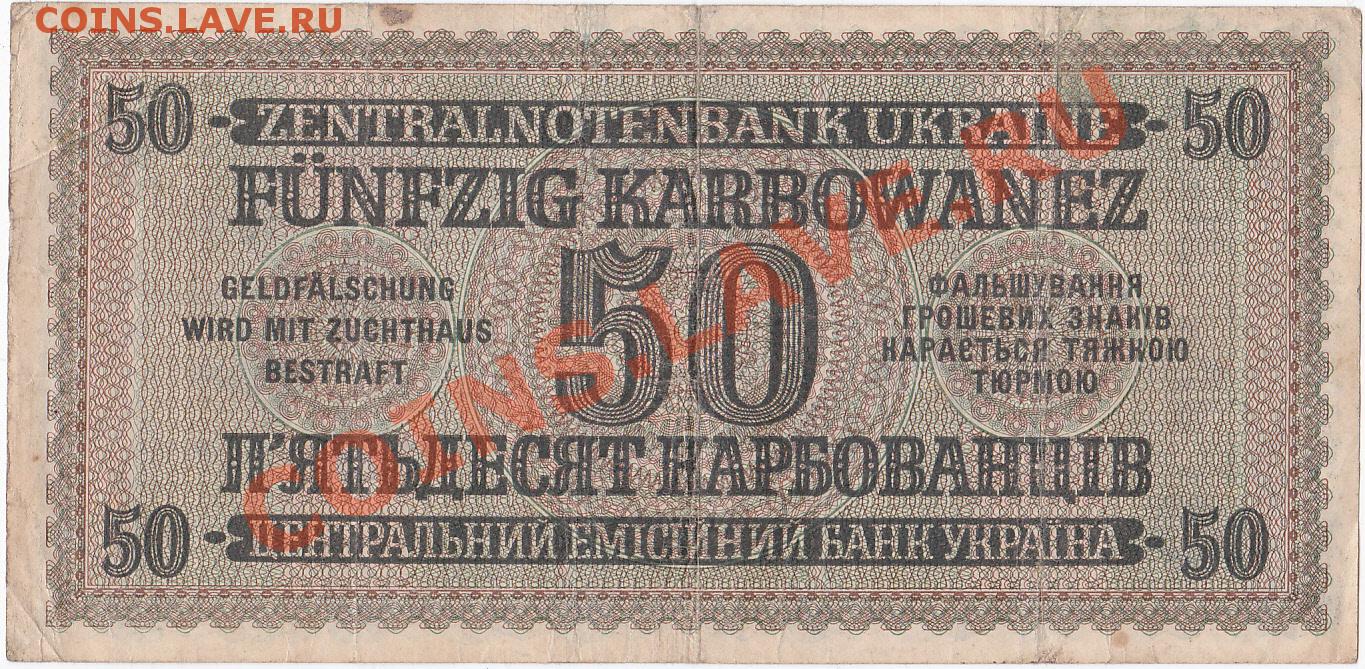 COINS.LAVE.RU
50 - ZENTRALNOTENBANK UKRAINE - 50
FÜNFZIG KARBOWANEZ
50
GELDFÄLSCHUNG
WIRD MIT ZUCHTHAUS
BESTRAFT
ФАЛЬШУВАННЯ
ГРОШЕВИХ ЗНАКІВ
КАРАЄТЬСЯ ТЯЖКОЮ
ТЮРМОЮ
П'ЯТЬДЕСЯТ КАРБОВАНЦІВ
50 - ЦЕНТРАЛЬНИЙ ЕМІСІЙНИЙ БАНК УКРАЇНА - 50
COINS.LAVE.RU